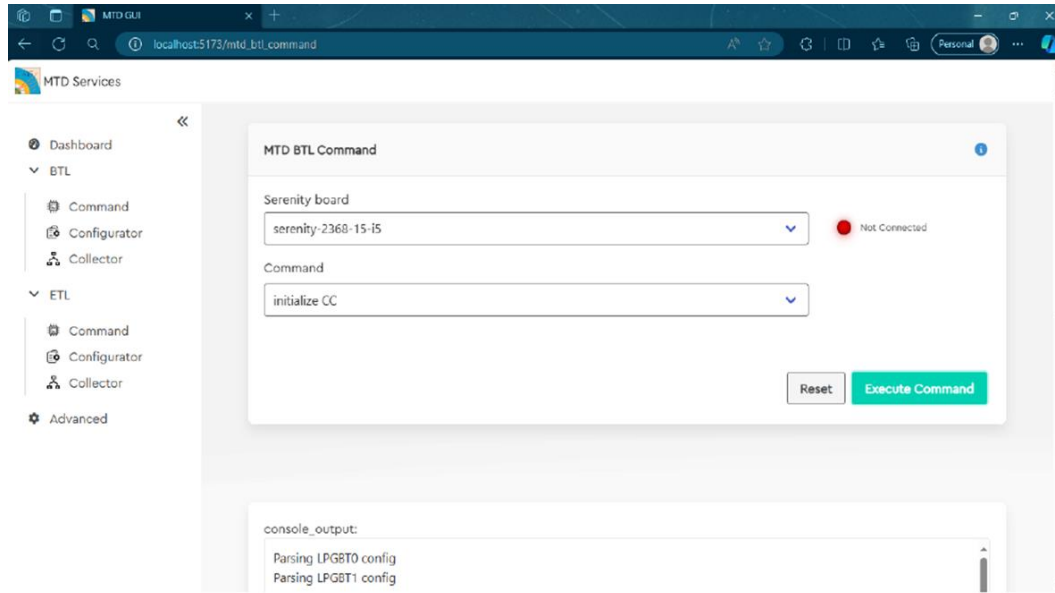 MTD GUI
localhost:5173/mtd_btl_command
Personal
MTD Services
Dashboard
BTL
Command
Configurator
Collector
ETL
Command
Configurator
Collector
Advanced
MTD BTL Command
Serenity board
serenity-2368-15-i5
Not Connected
Command
initialize CC
Reset
Execute Command
console_output:
Parsing LPGBT0 config
Parsing LPGBT1 config